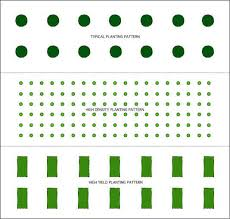 TYPICAL PLANTING PATTERN
HIGH DENSITY PLANTING PATTERN
HIGH YIELD PLANTING PATTERN